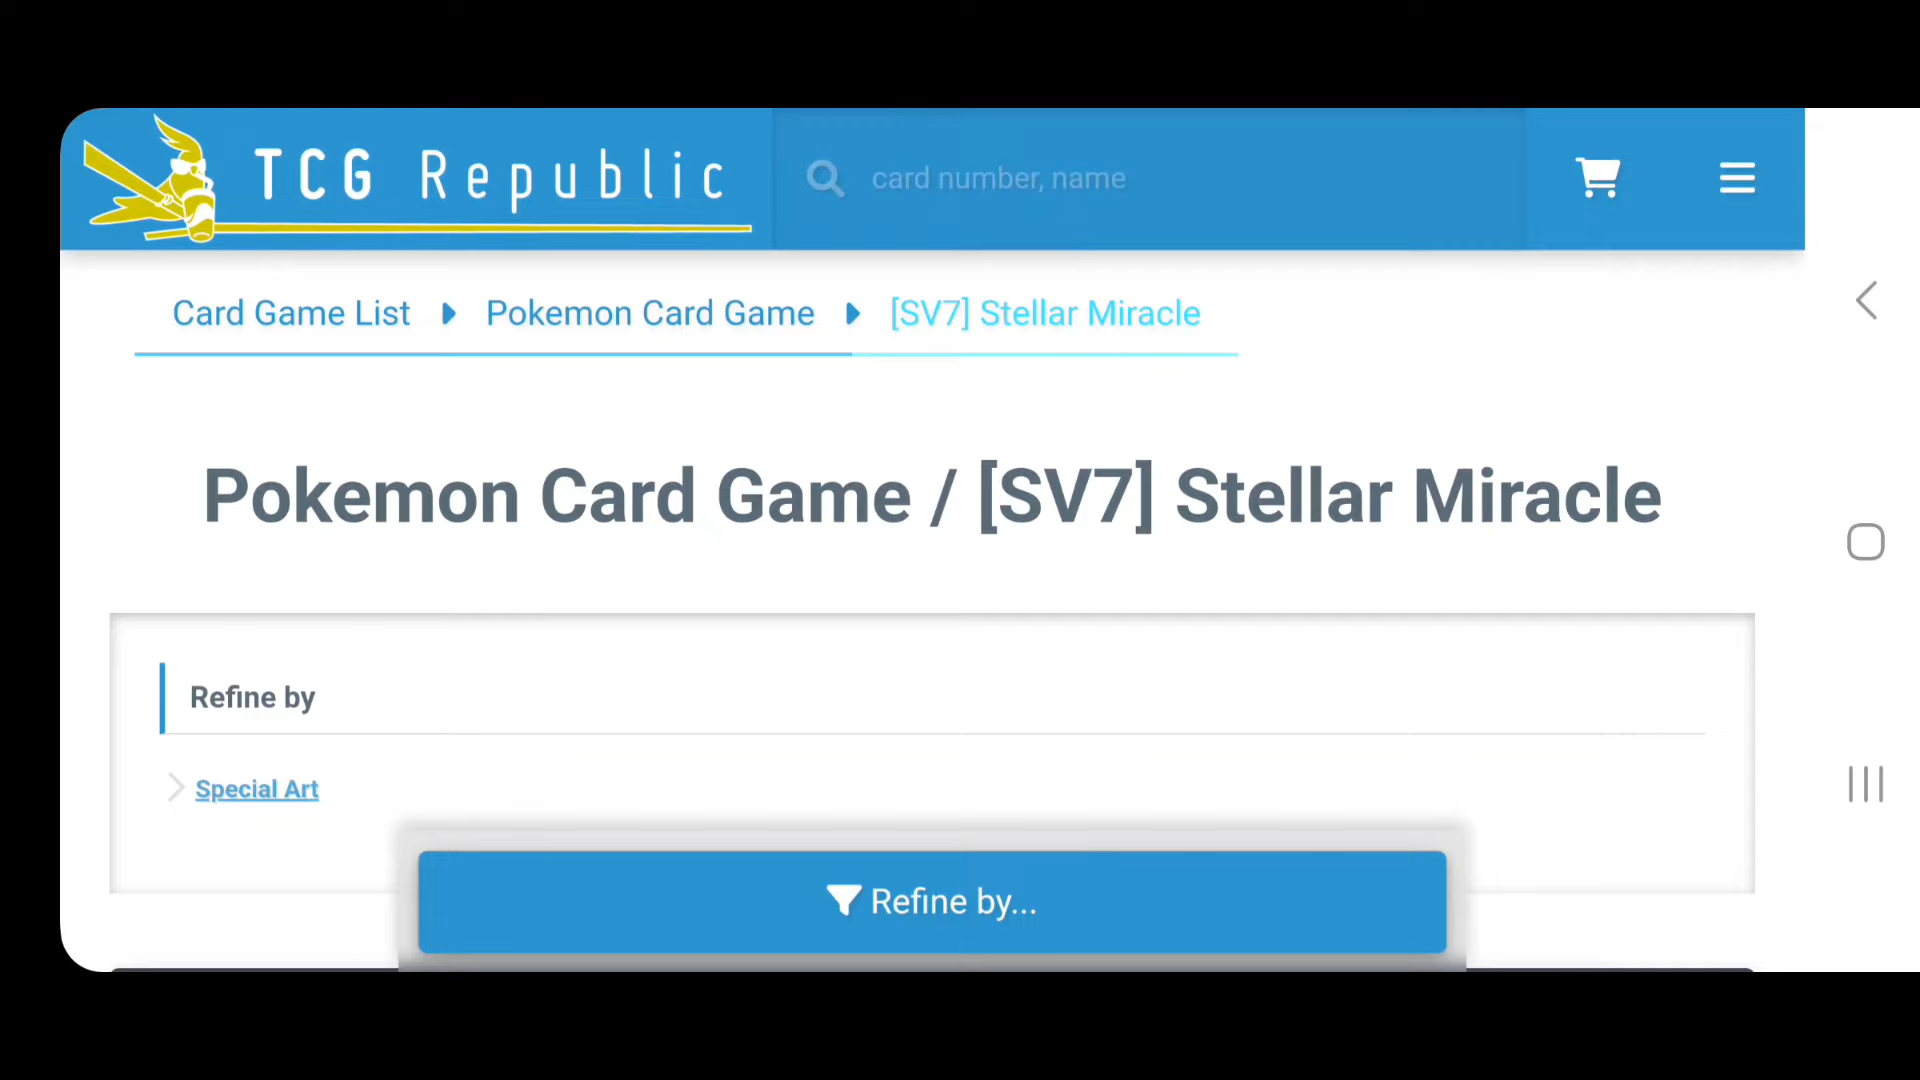 TCG Republic
card number, name
Card Game List
Pokemon Card Game
[SV7] Stellar Miracle
Pokemon Card Game / [SV7] Stellar Miracle
Refine by
Special Art
Refine by...